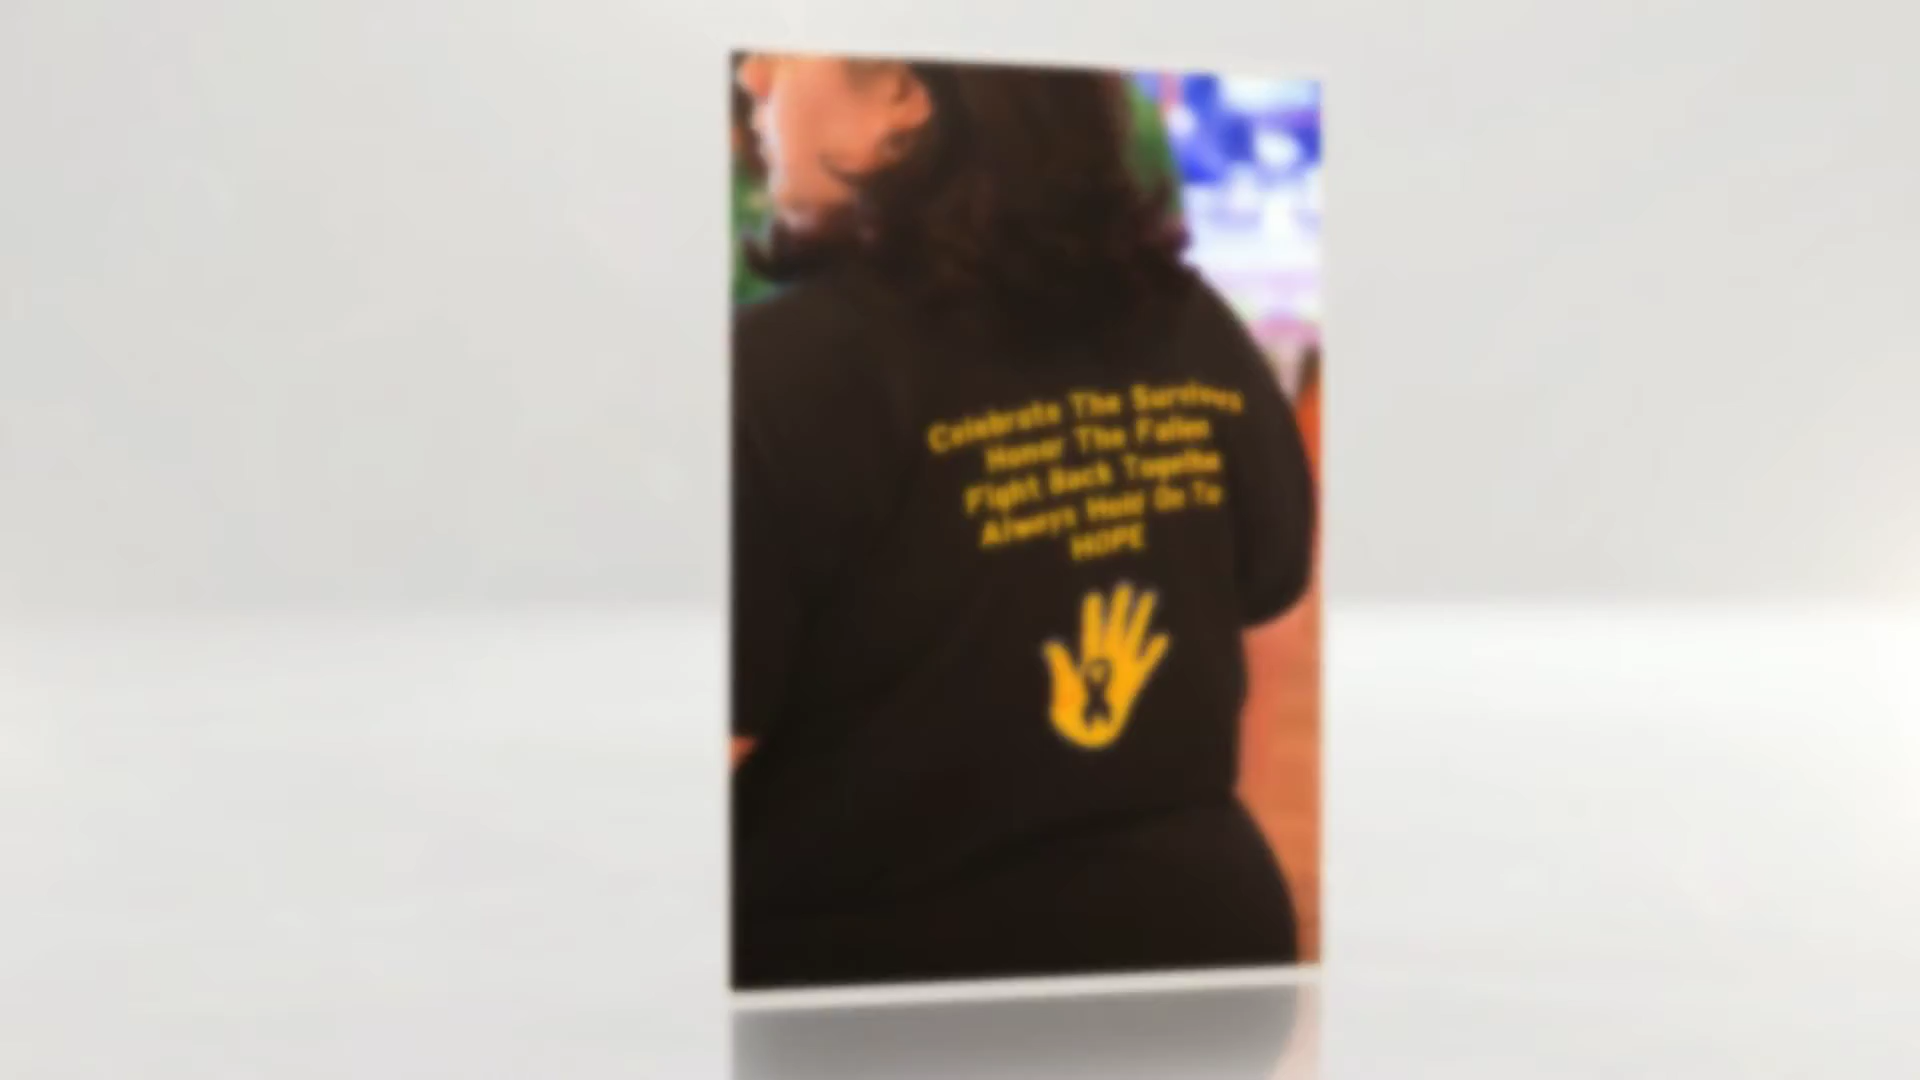 Celebrate The Survivors
Honor The Fallen
Fight Back Together
Always Hold On To
HOPE